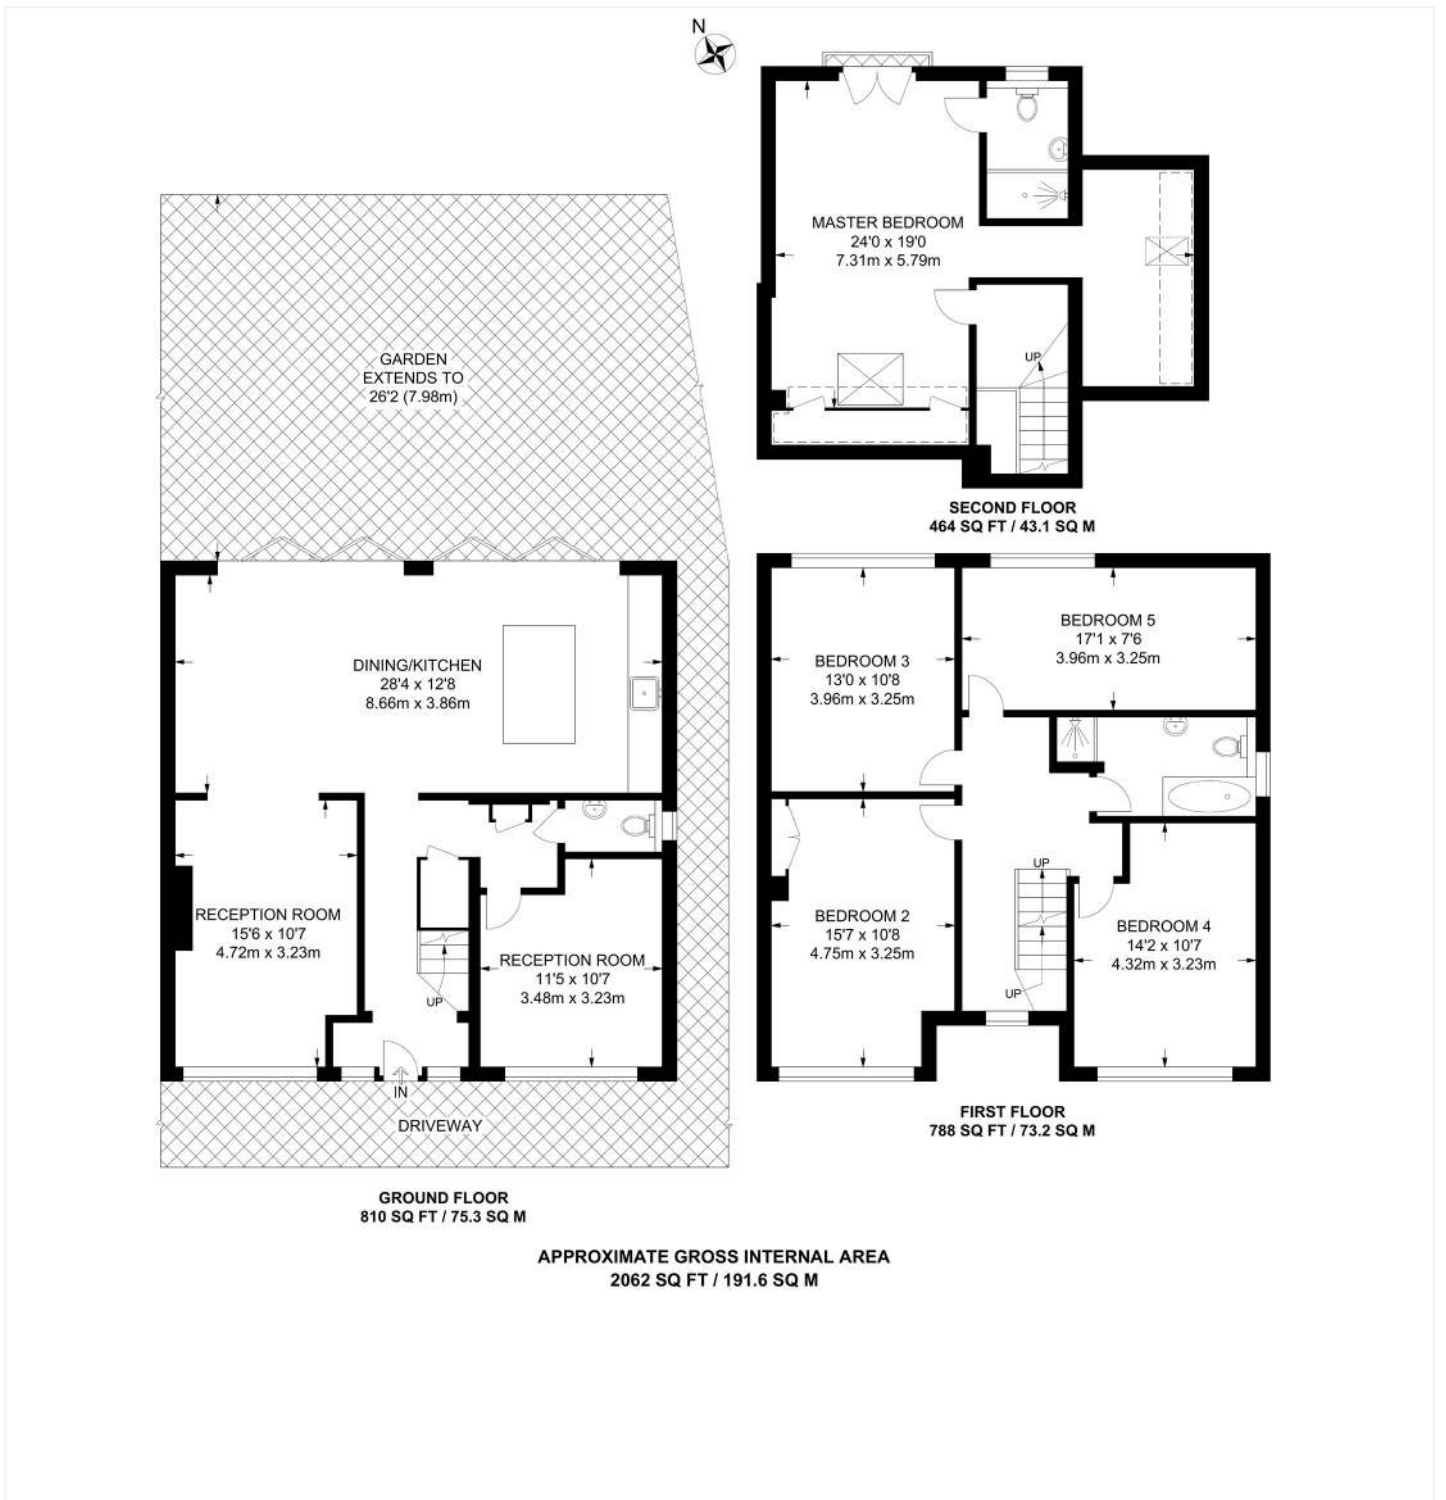 N
MASTER BEDROOM
24'0 x 19'0
7.31m x 5.79m
UP
SECOND FLOOR
464 SQ FT / 43.1 SQ M
GARDEN
EXTENDS TO
26'2 (7.98m)
DINING/KITCHEN
28'4 x 12'8
8.66m x 3.86m
RECEPTION ROOM
15'6 x 10'7
4.72m x 3.23m
UP
RECEPTION ROOM
11'5 x 10'7
3.48m x 3.23m
IN
DRIVEWAY
GROUND FLOOR
810 SQ FT / 75.3 SQ M
BEDROOM 3
13'0 x 10'8
3.96m x 3.25m
BEDROOM 5
17'1 x 7'6
3.96m x 3.25m
BEDROOM 2
15'7 x 10'8
4.75m x 3.25m
UP
UP
BEDROOM 4
14'2 x 10'7
4.32m x 3.23m
FIRST FLOOR
788 SQ FT / 73.2 SQ M
APPROXIMATE GROSS INTERNAL AREA
2062 SQ FT / 191.6 SQ M